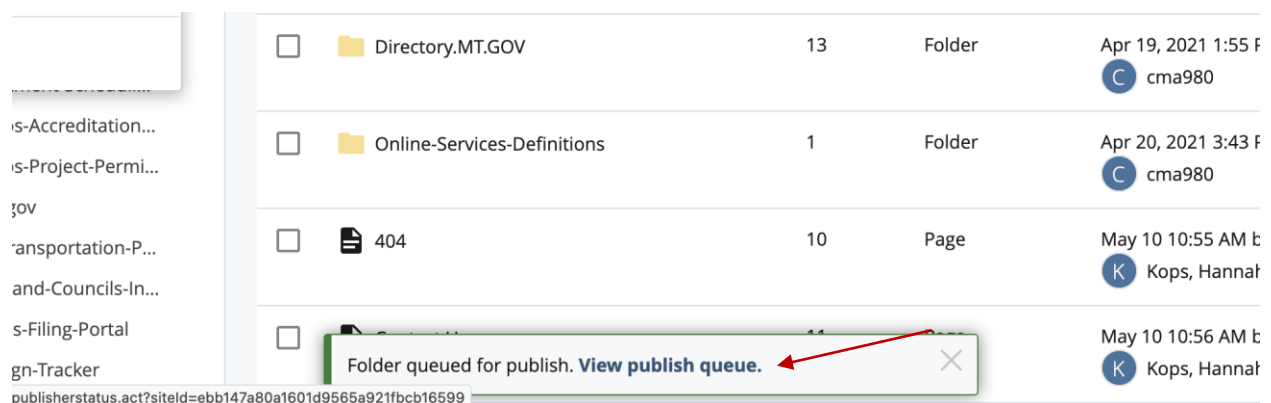 Directory.MT.GOV 13 Folder Apr 19, 2021 1:55
C cma980
s-Accreditation...
Online-Services-Definitions 1 Folder Apr 20, 2021 3:43
s-Project-Permi...
C cma980
gov
404 10 Page May 10 10:55 AM b
ransportation-P...
K Kops, Hannah
and-Councils-In...
s-Filing-Portal
May 10 10:56 AM b
Folder queued for publish. View publish queue.
gn-Tracker
K Kops, Hannah
publisherstatus.act?siteId=ebb147a80a1601d9565a921fbcb16599